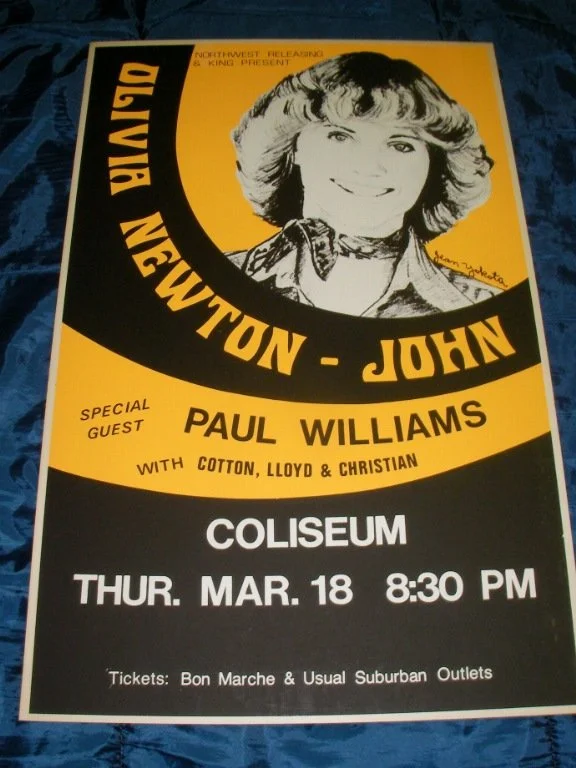 NORTHWEST RELEASING
& KING PRESENT
OLIVIA NEWTON - JOHN
Jean Yokota
SPECIAL
GUEST
PAUL WILLIAMS
WITH COTTON, LLOYD & CHRISTIAN
COLISEUM
THUR. MAR. 18 8:30 PM
Tickets: Bon Marche & Usual Suburban Outlets